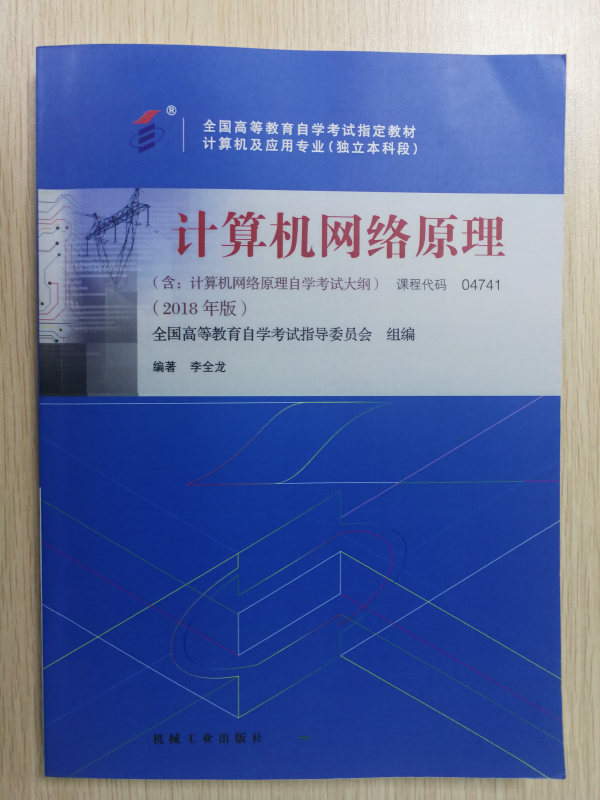 ®
全国高等教育自学考试指定教材
计算机及应用专业（独立本科段）
计算机网络原理
（含：计算机网络原理自学考试大纲） 课程代码 04741
（2018 年版）
全国高等教育自学考试指导委员会 组编
编著 李全龙
机械工业出版社